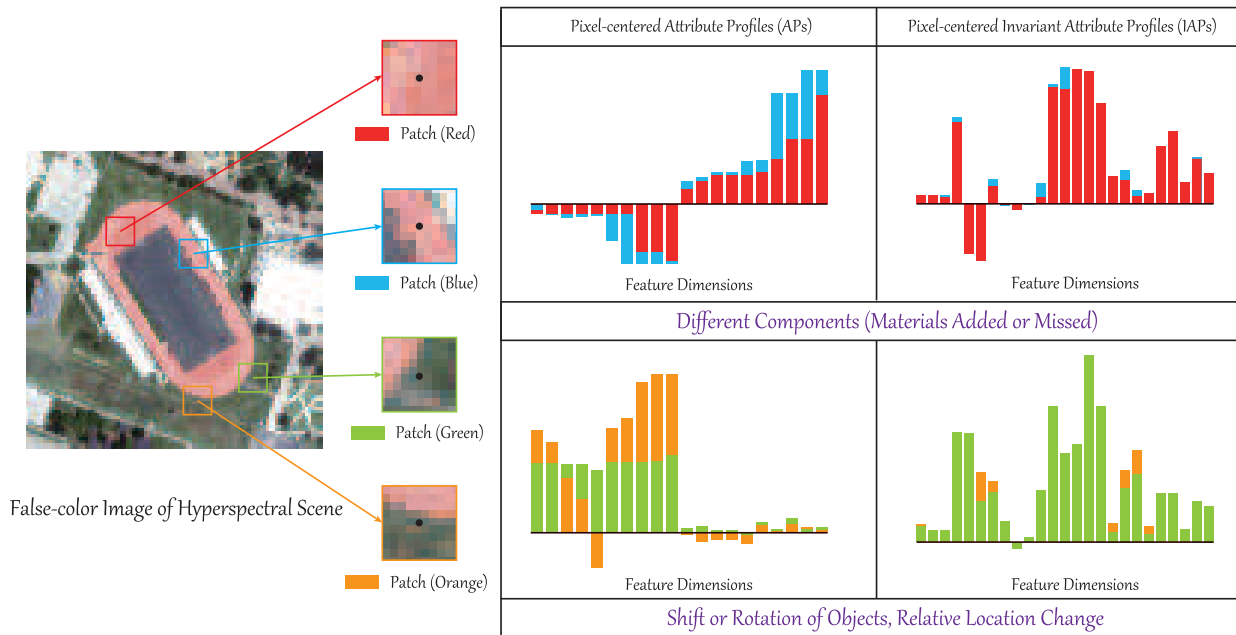 Pixel-centered Attribute Profiles (APs)
Pixel-centered Invariant Attribute Profiles (IAPs)
Patch (Red)
Patch (Blue)
Feature Dimensions
Feature Dimensions
Different Components (Materials Added or Missed)
Patch (Green)
False-color Image of Hyperspectral Scene
Patch (Orange)
Feature Dimensions
Feature Dimensions
Shift or Rotation of Objects, Relative Location Change